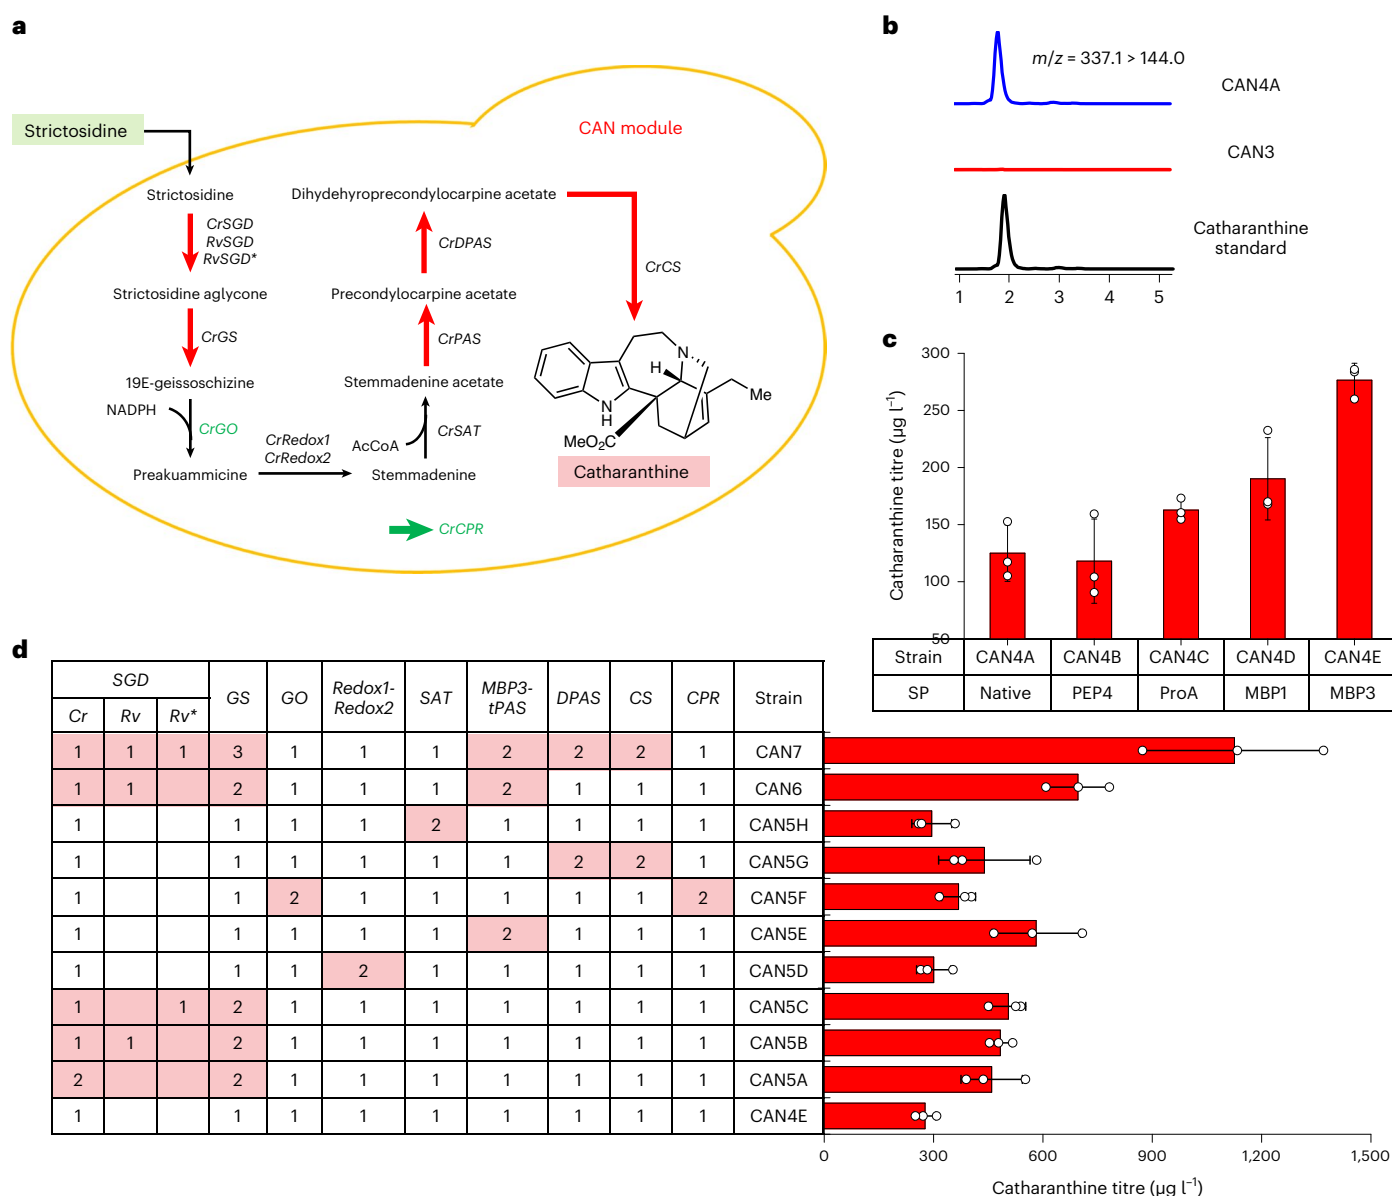 a
Strictosidine
CAN module
Strictosidine
CrSGD
RvSGD
RvSGD*
Strictosidine aglycone
CrGS
19E-geissoschizine
NADPH
CrGO
Preakuammicine
CrRedox1
CrRedox2
Stemmadenine
AcCoA
CrSAT
Stemmadenine acetate
CrPAS
Precondylocarpine acetate
CrDPAS
Dihydehyroprecondylocarpine acetate
CrCS
N
H
N
H
MeO2C
Me
Catharanthine
CrCPR
b
m/z = 337.1 > 144.0
CAN4A
CAN3
Catharanthine
standard
1 2 3 4 5
c
Catharanthine titre (µg l–1)
300
250
200
150
100
50
Strain CAN4A CAN4B CAN4C CAN4D CAN4E
SP Native PEP4 ProA MBP1 MBP3
d
SGD GS GO Redox1-Redox2 SAT MBP3-tPAS DPAS CS CPR Strain
Cr Rv Rv*
1 1 1 3 1 1 1 2 2 2 1 CAN7
1 1 2 1 1 1 2 1 1 1 CAN6
1 1 1 1 2 1 1 1 1 CAN5H
1 1 1 1 1 1 2 2 1 CAN5G
1 1 2 1 1 1 1 1 2 CAN5F
1 1 1 1 1 2 1 1 1 CAN5E
1 1 1 2 1 1 1 1 1 CAN5D
1 1 2 1 1 1 1 1 1 1 CAN5C
1 1 2 1 1 1 1 1 1 1 CAN5B
2 2 1 1 1 1 1 1 1 CAN5A
1 1 1 1 1 1 1 1 1 CAN4E
0 300 600 900 1,200 1,500
Catharanthine titre (µg l–1)